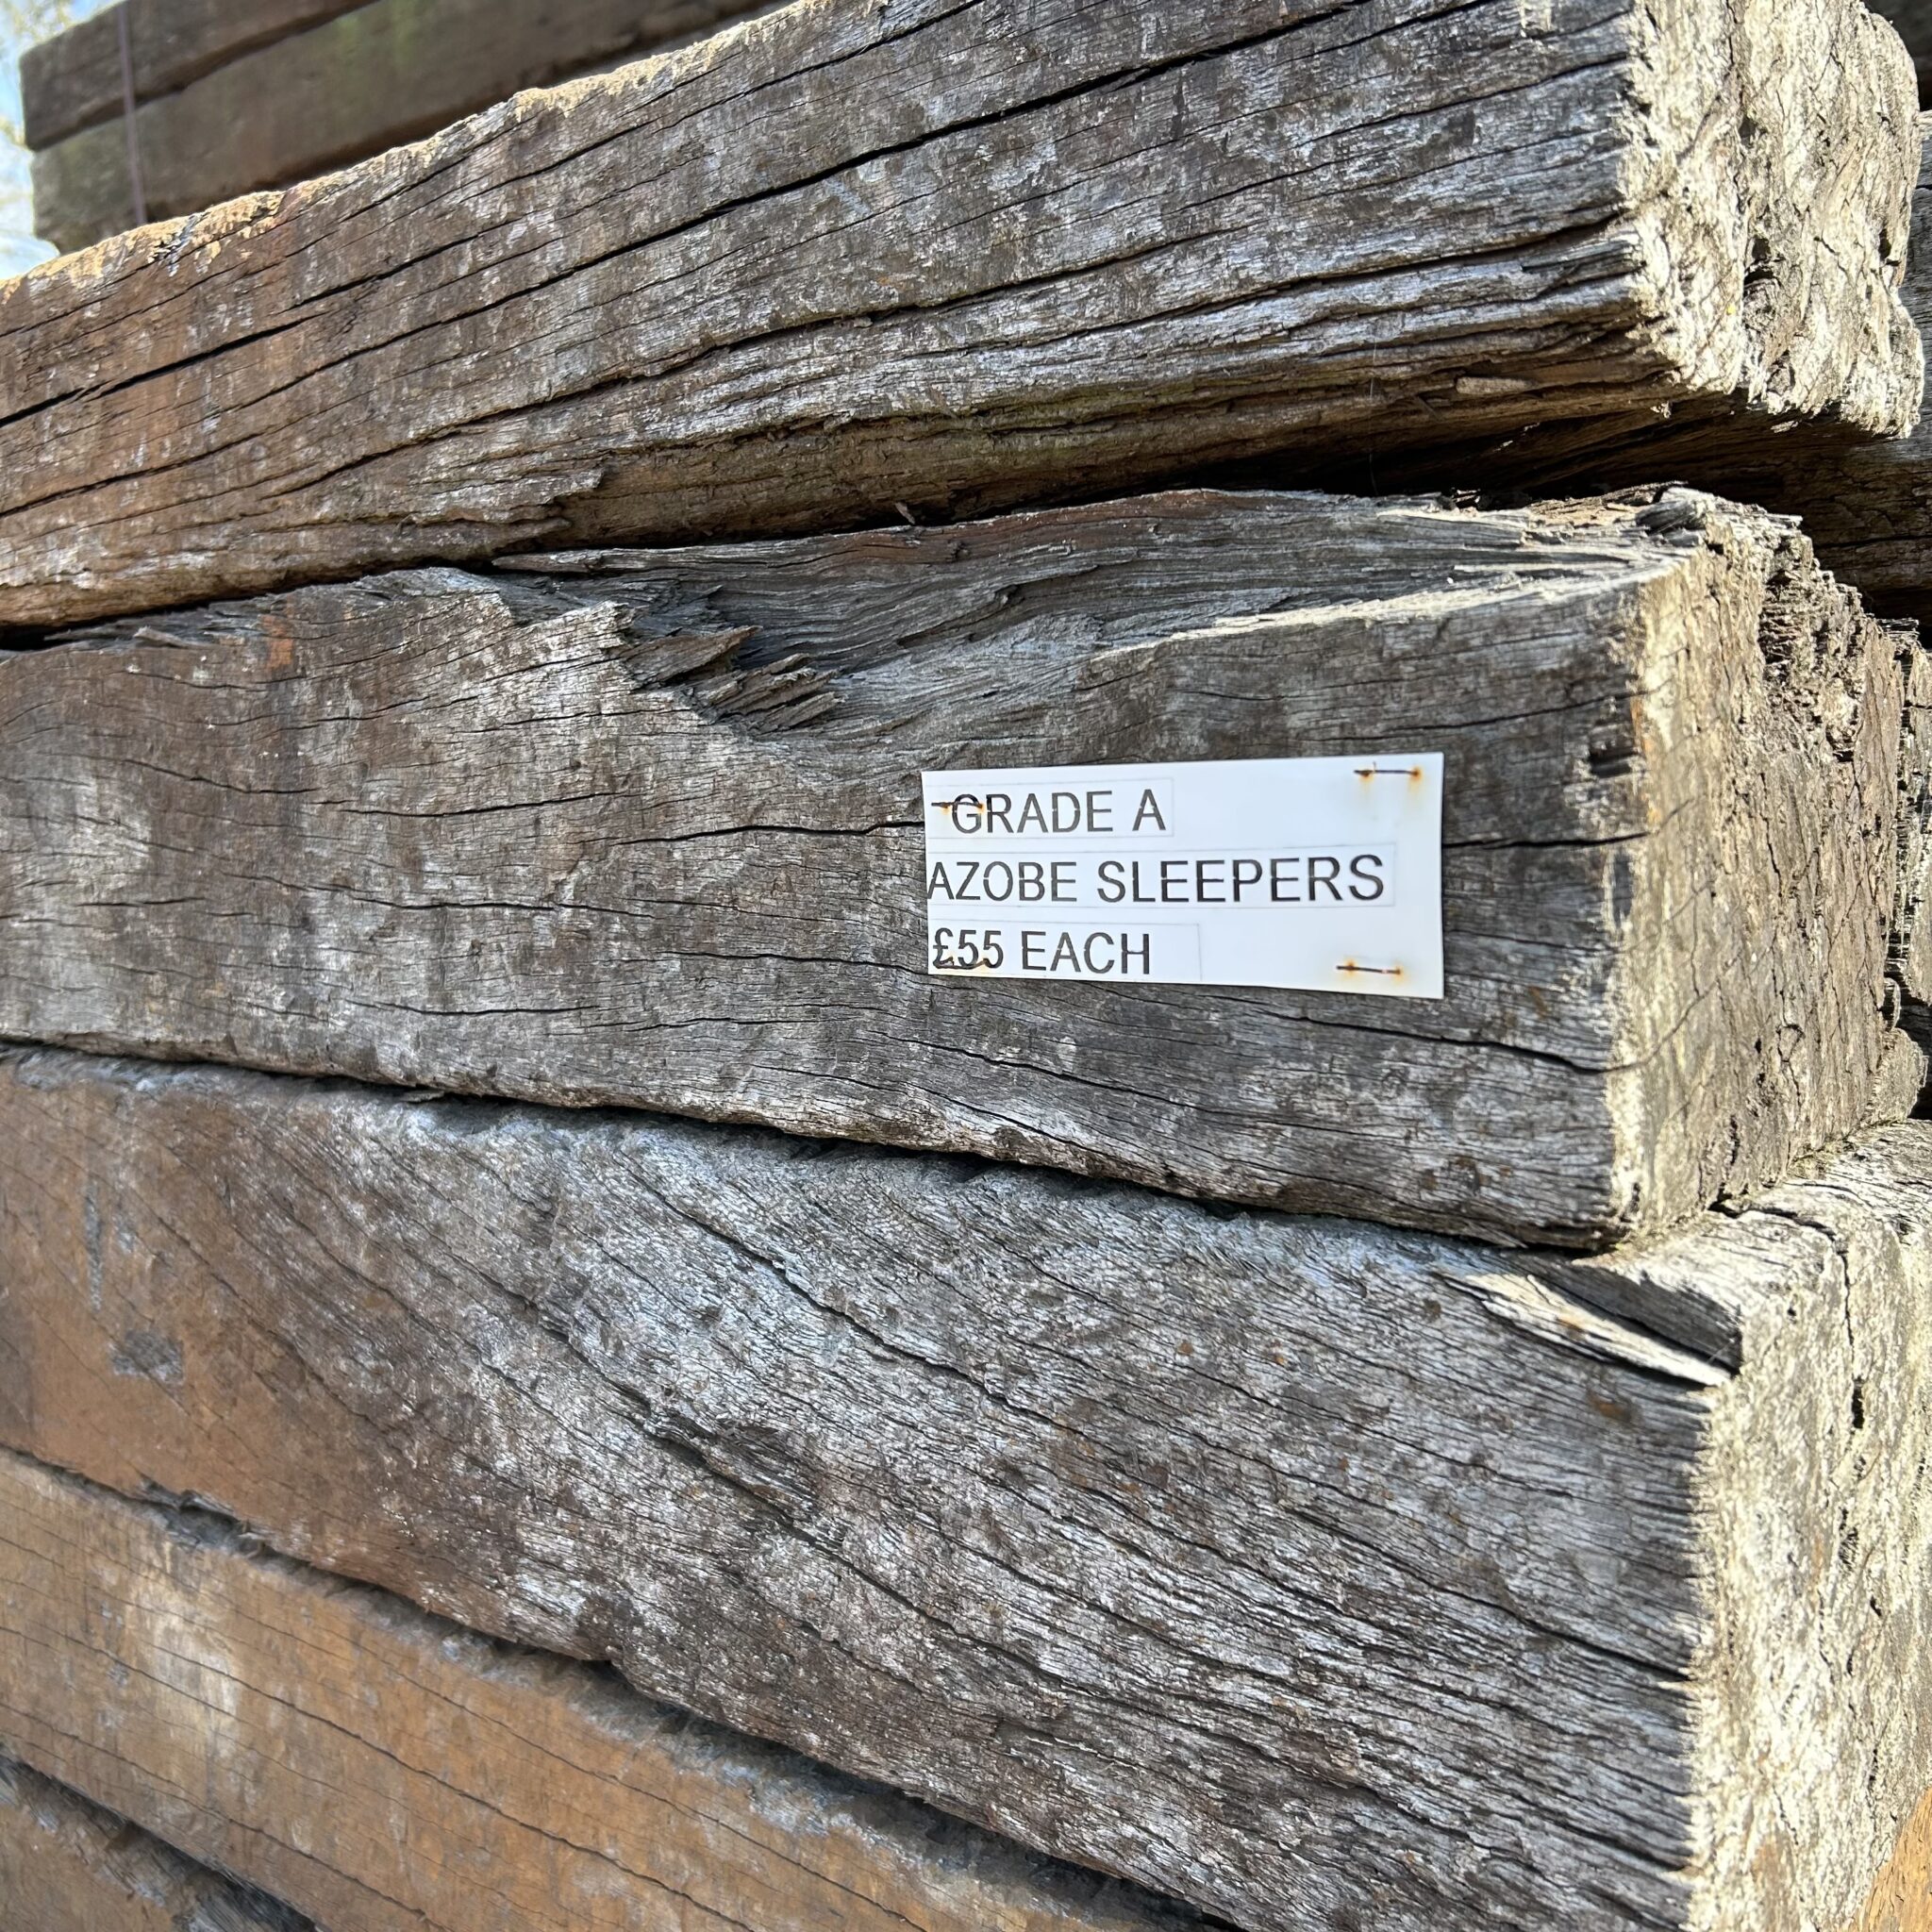 GRADE A
AZOBE SLEEPERS
£55 EACH